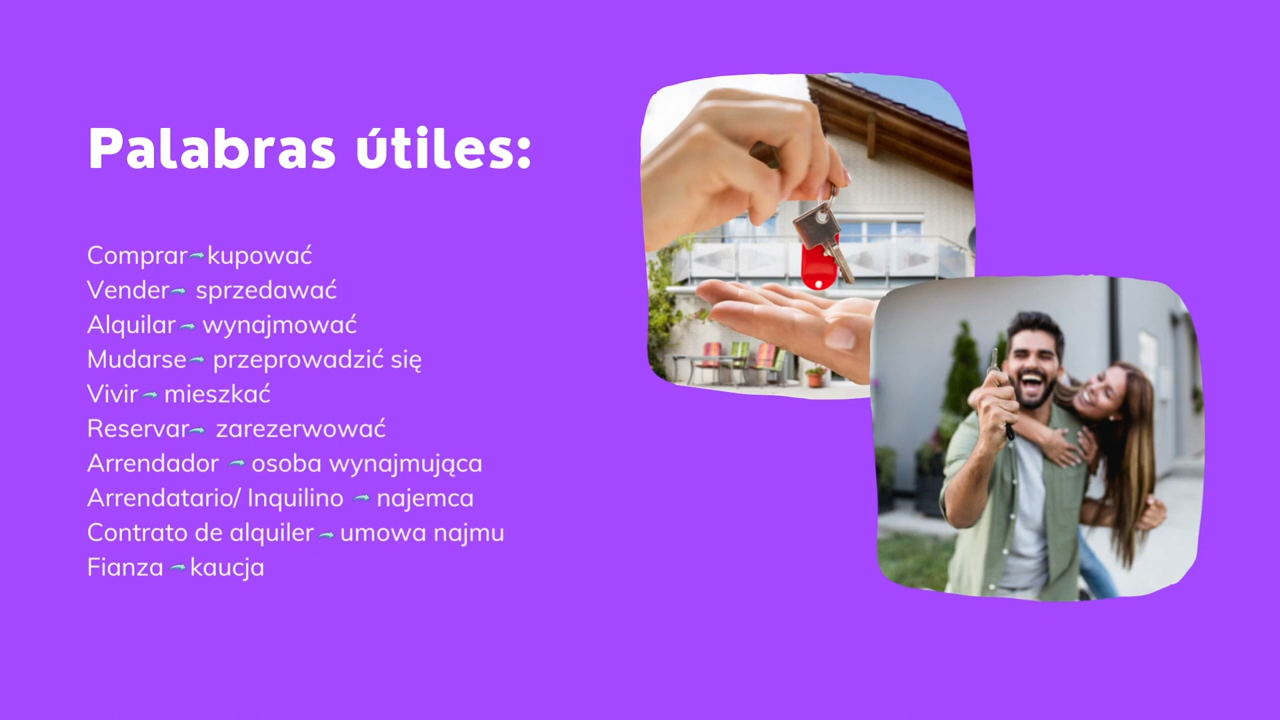 Palabras útiles:
Comprar➡kupować
Vender➡ sprzedawać
Alquilar➡ wynajmować
Mudarse➡ przeprowadzić się
Vivir➡ mieszkać
Reservar➡ zarezerwować
Arrendador ➡ osoba wynajmująca
Arrendatario/ Inquilino ➡ najemca
Contrato de alquiler➡ umowa najmu
Fianza ➡kaucja